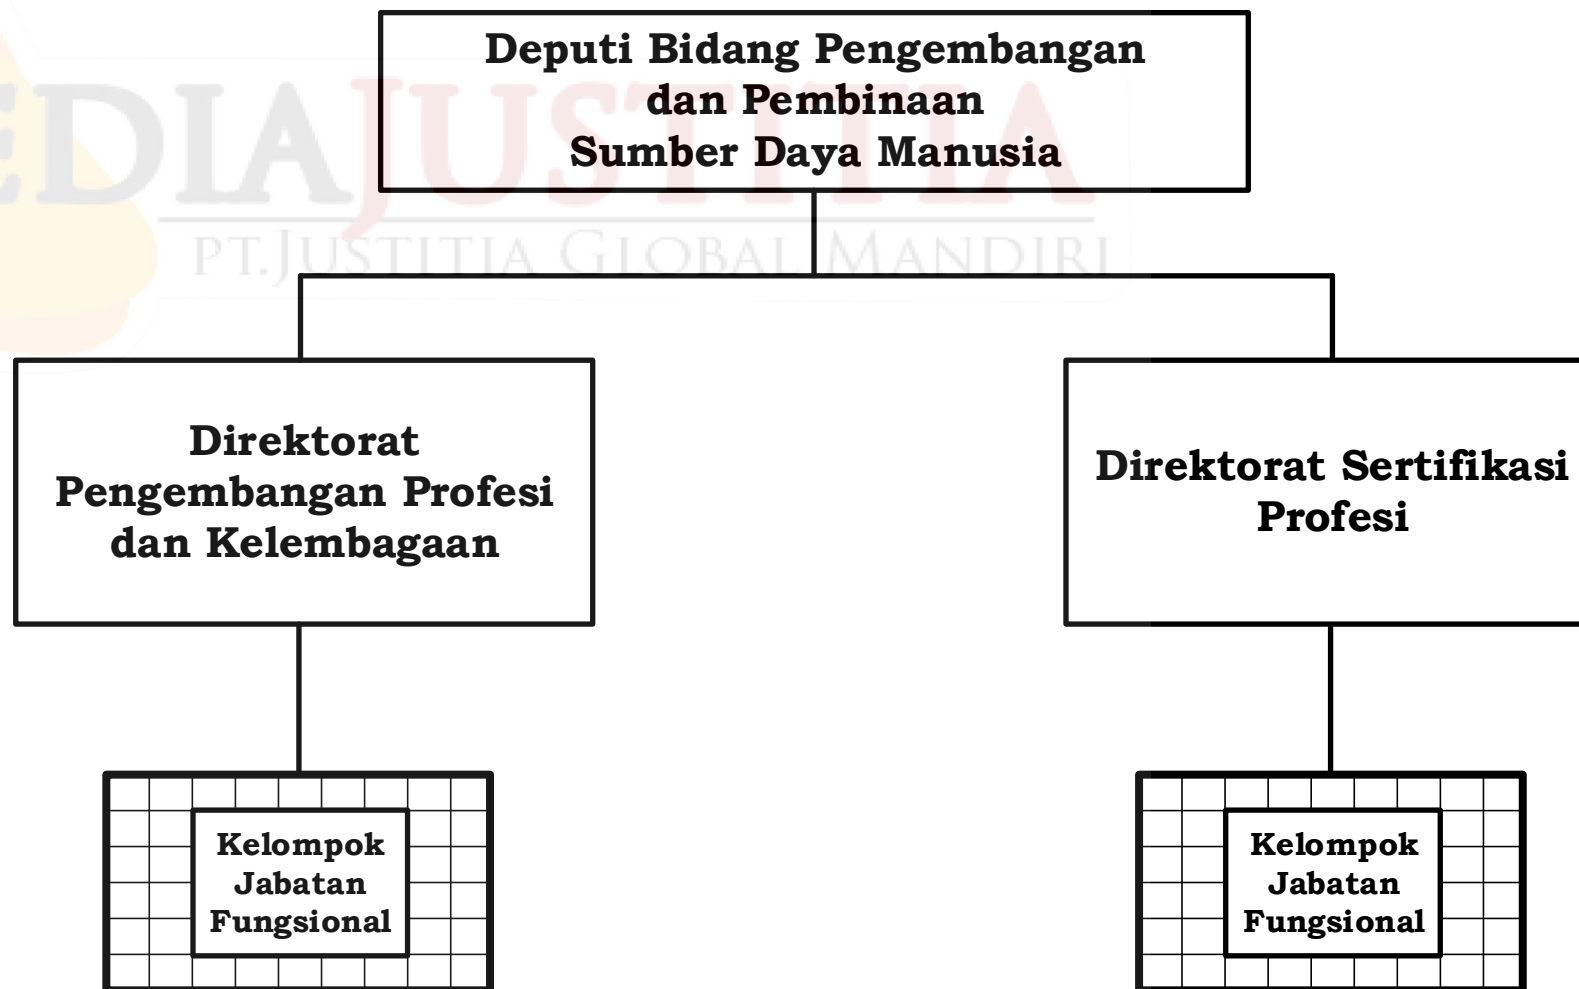 Deputi Bidang Pengembangan
dan Pembinaan
Sumber Daya Manusia
EDIAJUSTITIA
PT.JUSTITIA GLOBAL MANDIRI
Direktorat
Pengembangan Profesi
dan Kelembagaan
Direktorat Sertifikasi
Profesi
Kelompok
Jabatan
Fungsional
Kelompok
Jabatan
Fungsional